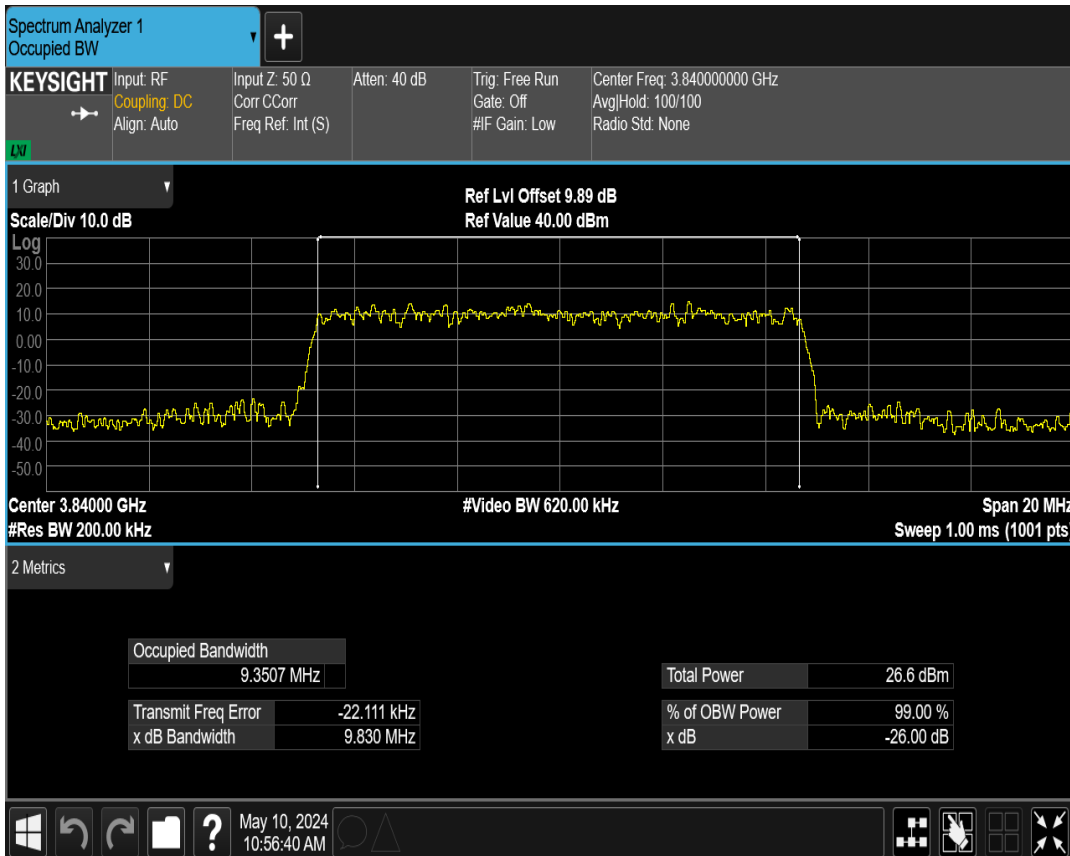 Spectrum Analyzer 1
Occupied BW
KEYSIGHT Input: RF Input Z: 50 Ω Atten: 40 dB Trig: Free Run Center Freq: 3.840000000 GHz
Coupling: DC Corr CCorr Gate: Off Avg|Hold: 100/100
Align: Auto Freq Ref: Int (S) #IF Gain: Low Radio Std: None
LXI
1 Graph
Ref Lvl Offset 9.89 dB
Scale/Div 10.0 dB Ref Value 40.00 dBm
Log
30.0
20.0
10.0
0.00
-10.0
-20.0
-30.0
-40.0
-50.0
Center 3.84000 GHz #Video BW 620.00 kHz Span 20 MHz
#Res BW 200.00 kHz Sweep 1.00 ms (1001 pts)
2 Metrics
Occupied Bandwidth
9.3507 MHz
Total Power 26.6 dBm
Transmit Freq Error -22.111 kHz % of OBW Power 99.00 %
x dB Bandwidth 9.830 MHz x dB -26.00 dB
? May 10, 2024
10:56:40 AM